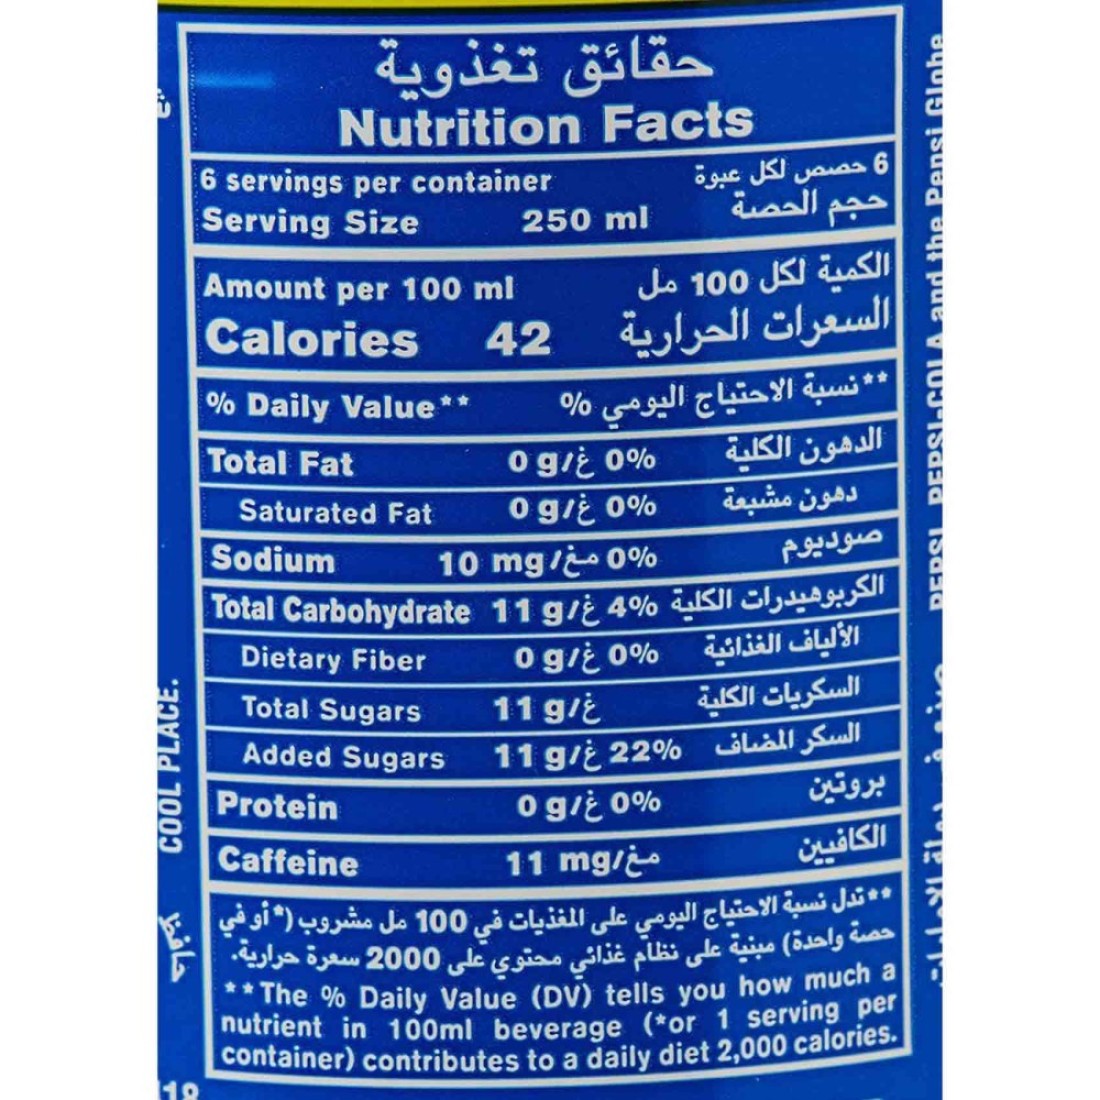 حقائق تغذوية
Nutrition Facts
6 servings per container 6 حصص لكل عبوة
Serving Size 250 ml حجم الحصة
Amount per 100 ml الكمية لكل 100 مل
Calories 42 السعرات الحرارية
% Daily Value** % نسبة الاحتياج اليومي**
Total Fat 0 g/غ 0% الدهون الكلية
Saturated Fat 0 g/غ 0% دهون مشبعة
Sodium 10 mg/مغ 0% صوديوم
Total Carbohydrate 11 g/غ 4% الكربوهيدرات الكلية
Dietary Fiber 0 g/غ 0% الألياف الغذائية
Total Sugars 11 g/غ السكريات الكلية
Added Sugars 11 g/غ 22% السكر المضاف
Protein 0 g/غ 0% بروتين
Caffeine 11 mg/مغ الكافيين
**تدل نسبة الاحتياج اليومي على المغذيات في 100 مل مشروب (*أو في
حصة واحدة) مبنية على نظام غذائي محتوي على 2000 سعرة حرارية.
**The % Daily Value (DV) tells you how much a
nutrient in 100ml beverage (*or 1 serving per
container) contributes to a daily diet 2,000 calories.
COOL PLACE.
PEPSI, PEPSI-COLA and the Pepsi Globe